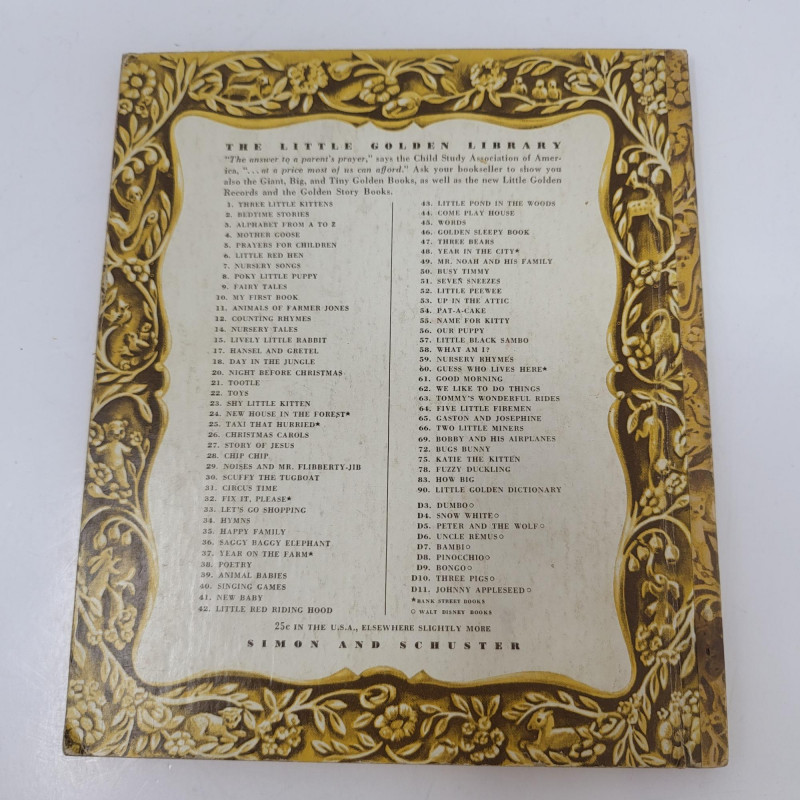 THE LITTLE GOLDEN LIBRARY
"The answer to a parent's prayer," says the Child Study Association of Amer-
ica, "...at a price most of us can afford." Ask your bookseller to show you
also the Giant, Big, and Tiny Golden Books, as well as the new Little Golden
Records and the Golden Story Books.
1. THREE LITTLE KITTENS
2. BEDTIME STORIES
3. ALPHABET FROM A TO Z
4. MOTHER GOOSE
5. PRAYERS FOR CHILDREN
6. LITTLE RED HEN
7. NURSERY SONGS
8. POKY LITTLE PUPPY
9. FAIRY TALES
10. MY FIRST BOOK
11. ANIMALS OF FARMER JONES
12. COUNTING RHYMES
14. NURSERY TALES
15. LIVELY LITTLE RABBIT
17. HANSEL AND GRETEL
18. DAY IN THE JUNGLE
20. NIGHT BEFORE CHRISTMAS
21. TOOTLE
22. TOYS
23. SHY LITTLE KITTEN
24. NEW HOUSE IN THE FOREST*
25. TAXI THAT HURRIED*
26. CHRISTMAS CAROLS
27. STORY OF JESUS
28. CHIP CHIP
29. NOISES AND MR. FLIBBERTY-JIB
30. SCUFFY THE TUGBOAT
31. CIRCUS TIME
32. FIX IT, PLEASE*
33. LET'S GO SHOPPING
34. HYMNS
35. HAPPY FAMILY
36. SAGGY BAGGY ELEPHANT
37. YEAR ON THE FARM*
38. POETRY
39. ANIMAL BABIES
40. SINGING GAMES
41. NEW BABY
42. LITTLE RED RIDING HOOD
43. LITTLE POND IN THE WOODS
44. COME PLAY HOUSE
45. WORDS
46. GOLDEN SLEEPY BOOK
47. THREE BEARS
48. YEAR IN THE CITY*
49. MR. NOAH AND HIS FAMILY
50. BUSY TIMMY
51. SEVEN SNEEZES
52. LITTLE PEEWEE
53. UP IN THE ATTIC
54. PAT-A-CAKE
55. NAME FOR KITTY
56. OUR PUPPY
57. LITTLE BLACK SAMBO
58. WHAT AM I?
59. NURSERY RHYMES
60. GUESS WHO LIVES HERE*
61. GOOD MORNING
62. WE LIKE TO DO THINGS
63. TOMMY'S WONDERFUL RIDES
64. FIVE LITTLE FIREMEN
65. GASTON AND JOSEPHINE
66. TWO LITTLE MINERS
69. BOBBY AND HIS AIRPLANES
72. BUGS BUNNY
75. KATIE THE KITTEN
78. FUZZY DUCKLING
83. HOW BIG
90. LITTLE GOLDEN DICTIONARY
D3. DUMBO○
D4. SNOW WHITE○
D5. PETER AND THE WOLF○
D6. UNCLE REMUS○
D7. BAMBI○
D8. PINOCCHIO○
D9. BONGO○
D10. THREE PIGS○
D11. JOHNNY APPLESEED○
*BANK STREET BOOKS
○ WALT DISNEY BOOKS
25c IN THE U.S.A., ELSEWHERE SLIGHTLY MORE
SIMON AND SCHUSTER